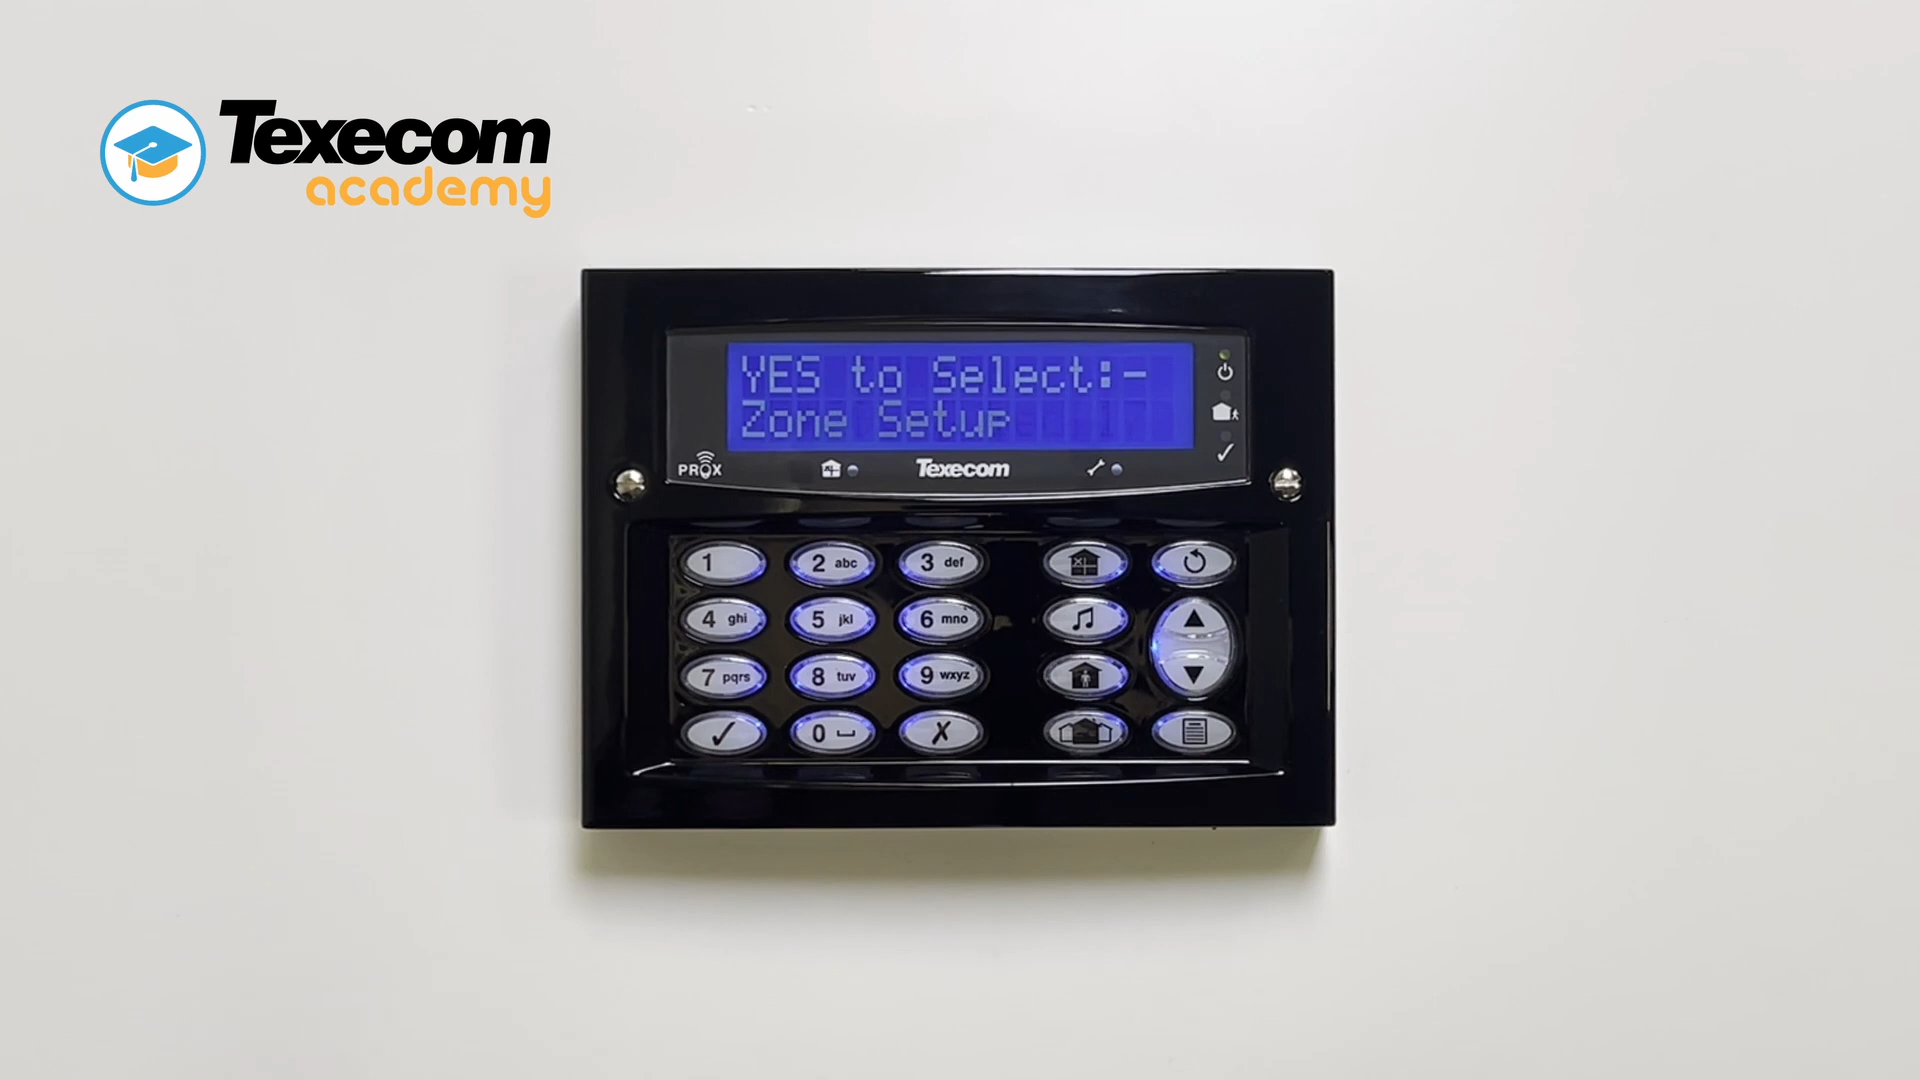 Texecom
academy
YES to Select:-
Zone Setup
PROX
Texecom
1
2 abc
3 def
4 ghi
5 jkl
6 mno
7 pqrs
8 tuv
9 wxyz
0